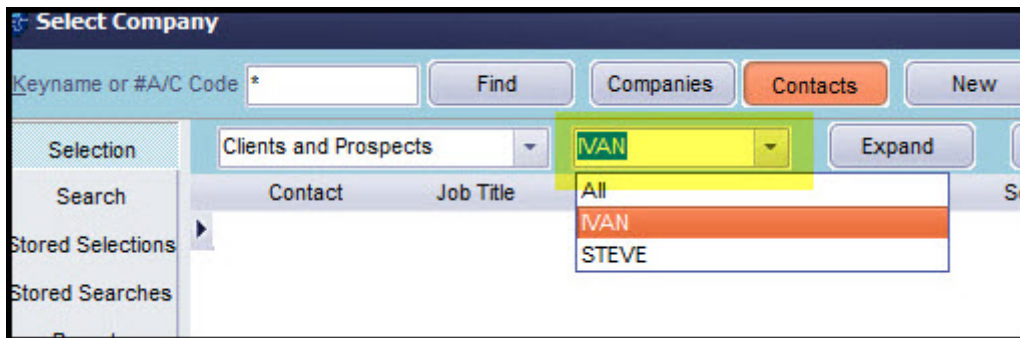 Select Company
Keyname or #A/C Code * Find Companies Contacts New
Selection Clients and Prospects IVAN Expand
Search Contact Job Title All
IVAN
Stored Selections STEVE
Stored Searches